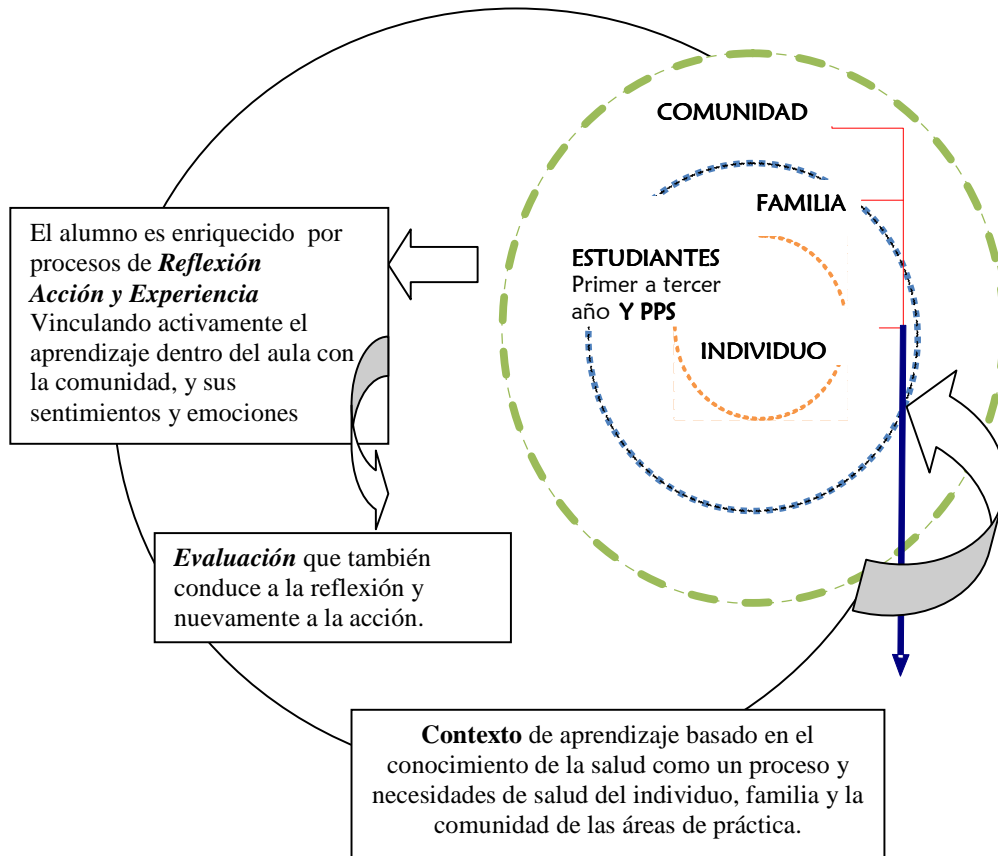 COMUNIDAD
FAMILIA
ESTUDIANTES
Primer a tercer
año Y PPS
INDIVIDUO
El alumno es enriquecido por
procesos de Reflexión
Acción y Experiencia
Vinculando activamente el
aprendizaje dentro del aula con
la comunidad, y sus
sentimientos y emociones
Evaluación que también
conduce a la reflexión y
nuevamente a la acción.
Contexto de aprendizaje basado en el
conocimiento de la salud como un proceso y
necesidades de salud del individuo, familia y la
comunidad de las áreas de práctica.